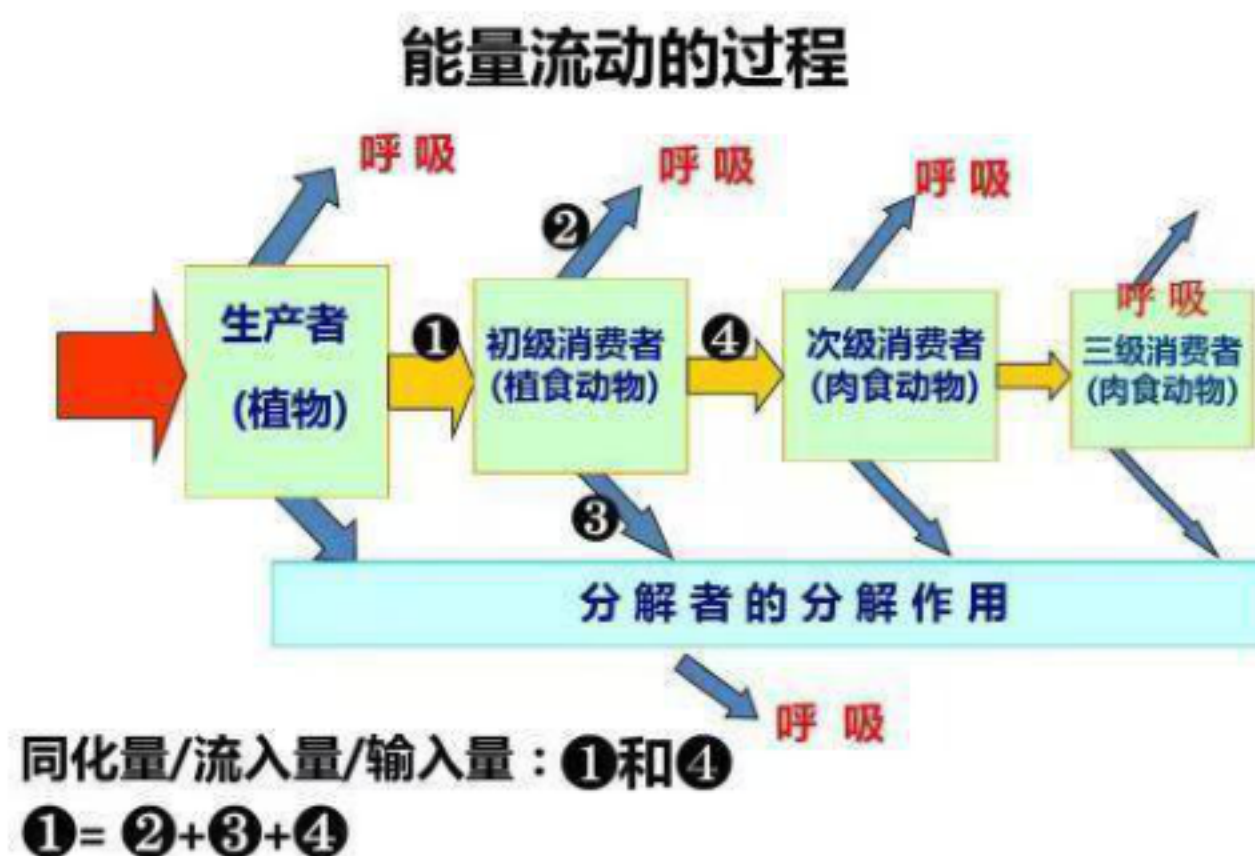 能量流动的过程
呼吸
呼吸
呼吸
呼吸
❷
生产者
(植物)
❶
初级消费者
(植食动物)
❹
次级消费者
(肉食动物)
三级消费者
(肉食动物)
❸
分解者的分解作用
呼吸
同化量/流入量/输入量：❶和❹
❶= ❷+❸+❹